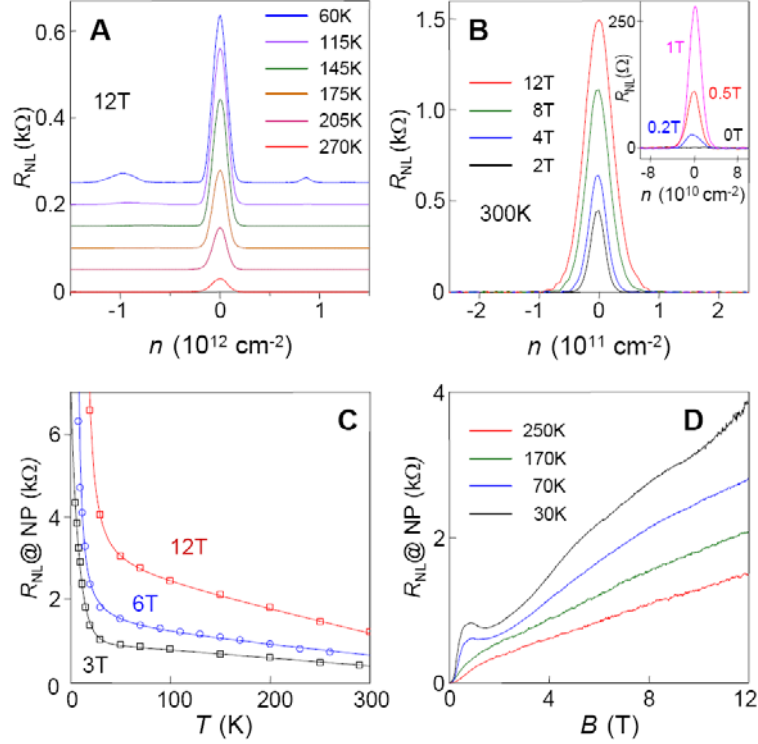 A
12T
60K
115K
145K
175K
205K
270K
0.6
0.4
0.2
0
R_NL (kΩ)
-1 0 1
n (10^12 cm^-2)
B
12T
8T
4T
2T
300K
1.5
1.0
0.5
0.0
R_NL (kΩ)
-2 -1 0 1 2
n (10^11 cm^-2)
250
0
R_NL(Ω)
1T
0.5T
0.2T
0T
-8 0 8
n (10^10 cm^-2)
C
12T
6T
3T
6
4
2
0
R_NL@ NP (kΩ)
0 100 200 300
T (K)
D
250K
170K
70K
30K
4
2
0
R_NL@ NP (kΩ)
0 4 8 12
B (T)